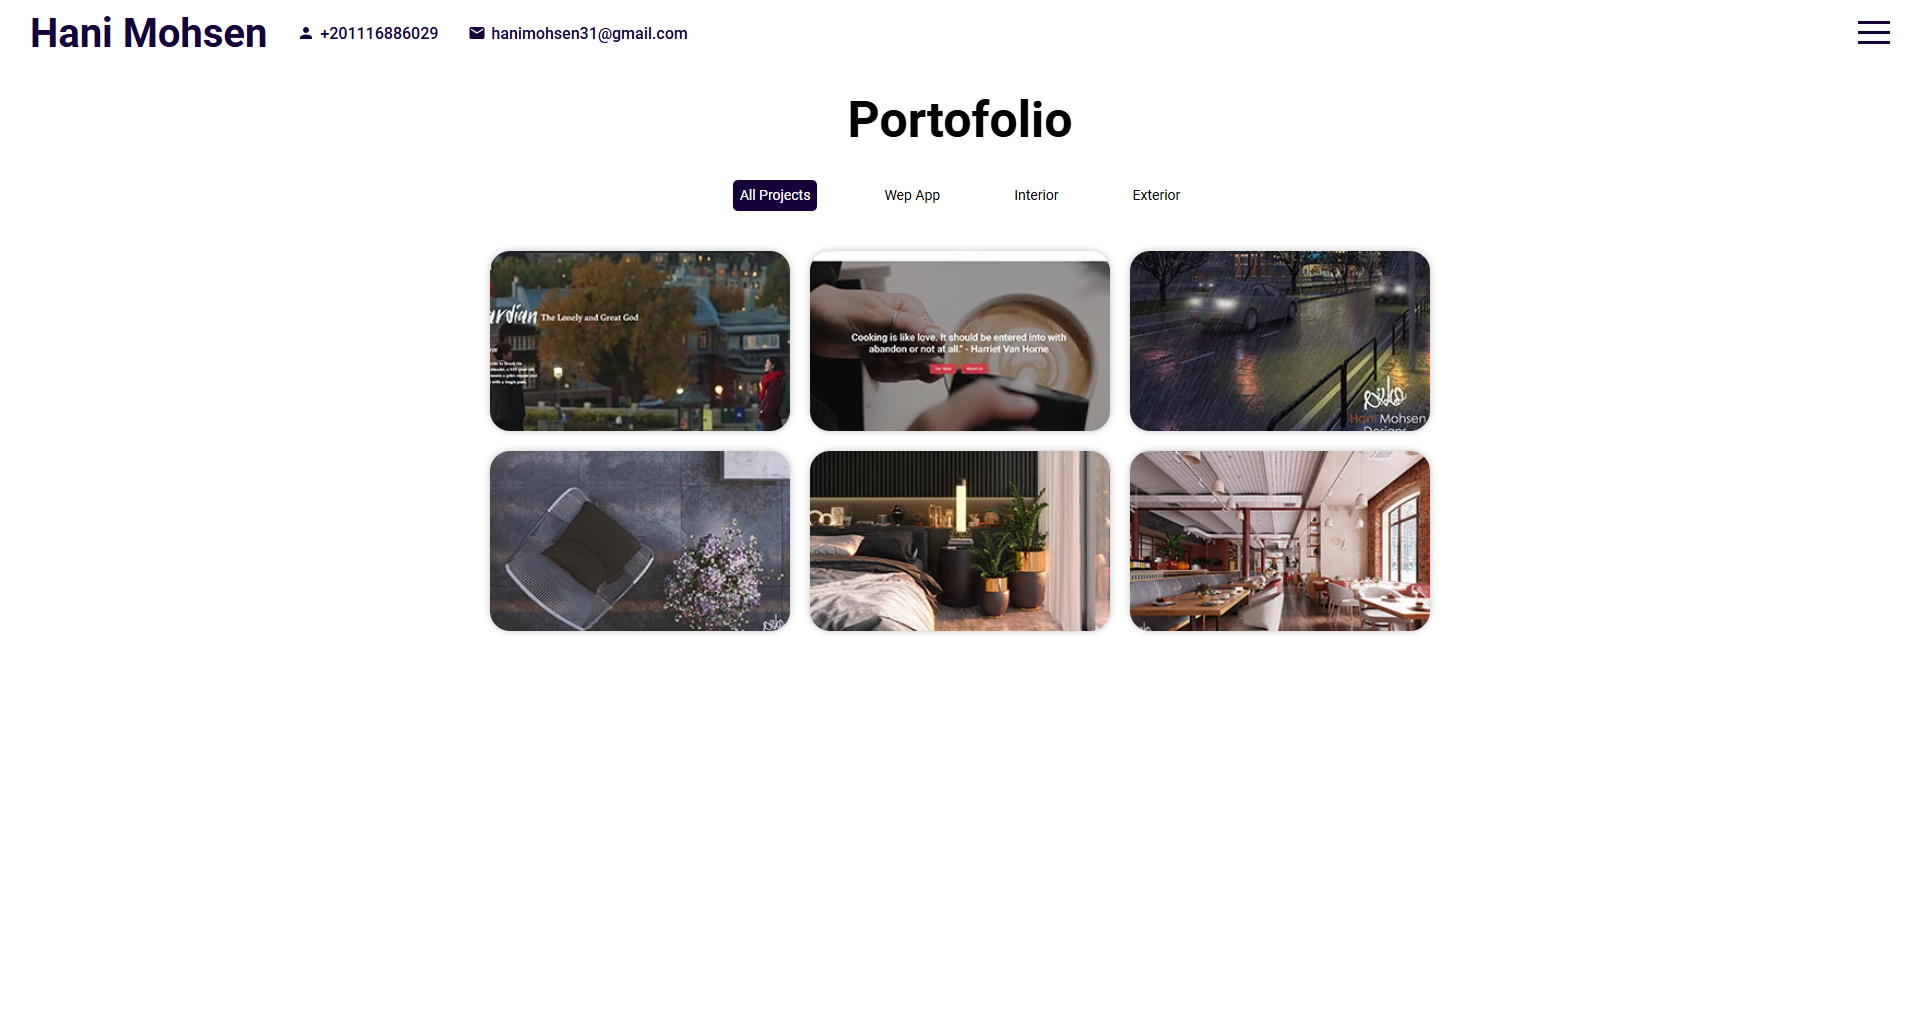 Hani Mohsen +201116886029 hanimohsen31@gmail.com
Portofolio
All Projects Wep App Interior Exterior
The Lonely and Great God
Cooking is like love. It should be entered into with
abandon or not at all." - Harriet Van Horne
About Us
Hani Mohsen
Designs